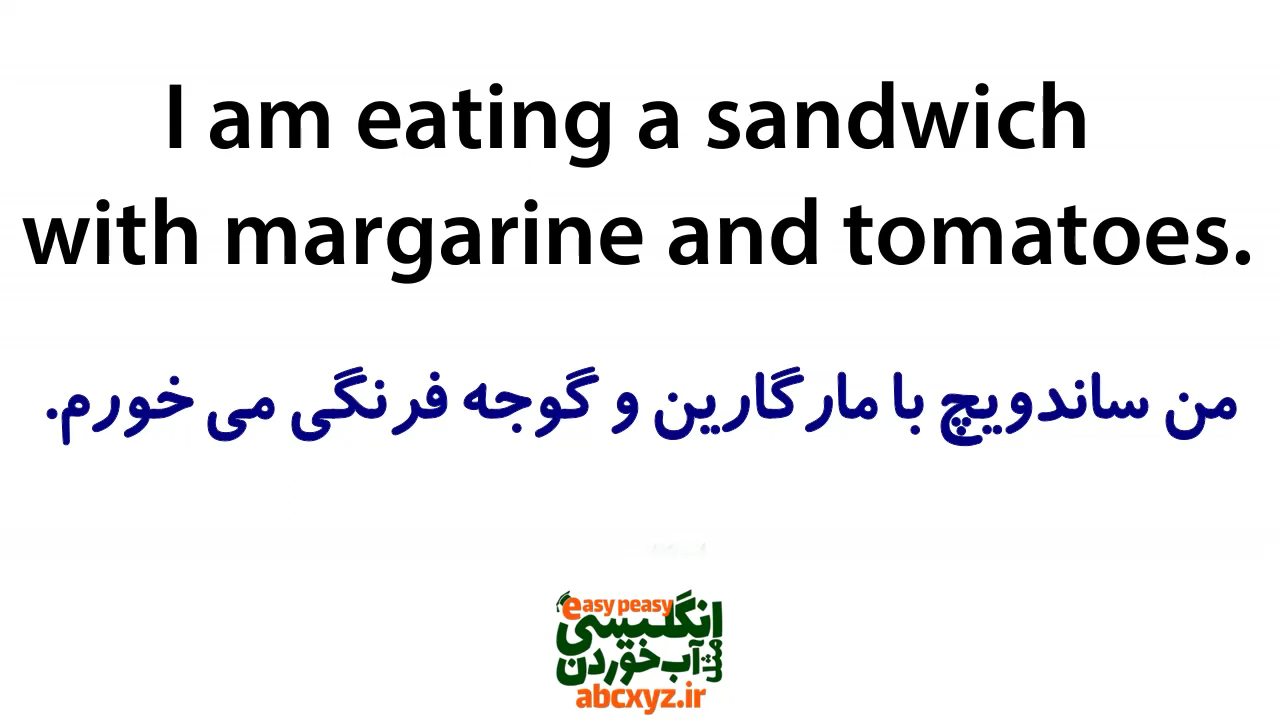 I am eating a sandwich
with margarine and tomatoes.
من ساندویچ با مارگارین و گوجه فرنگی می خورم.
easy peasy
انگلیسی
مثل آب خوردن
abcxyz.ir